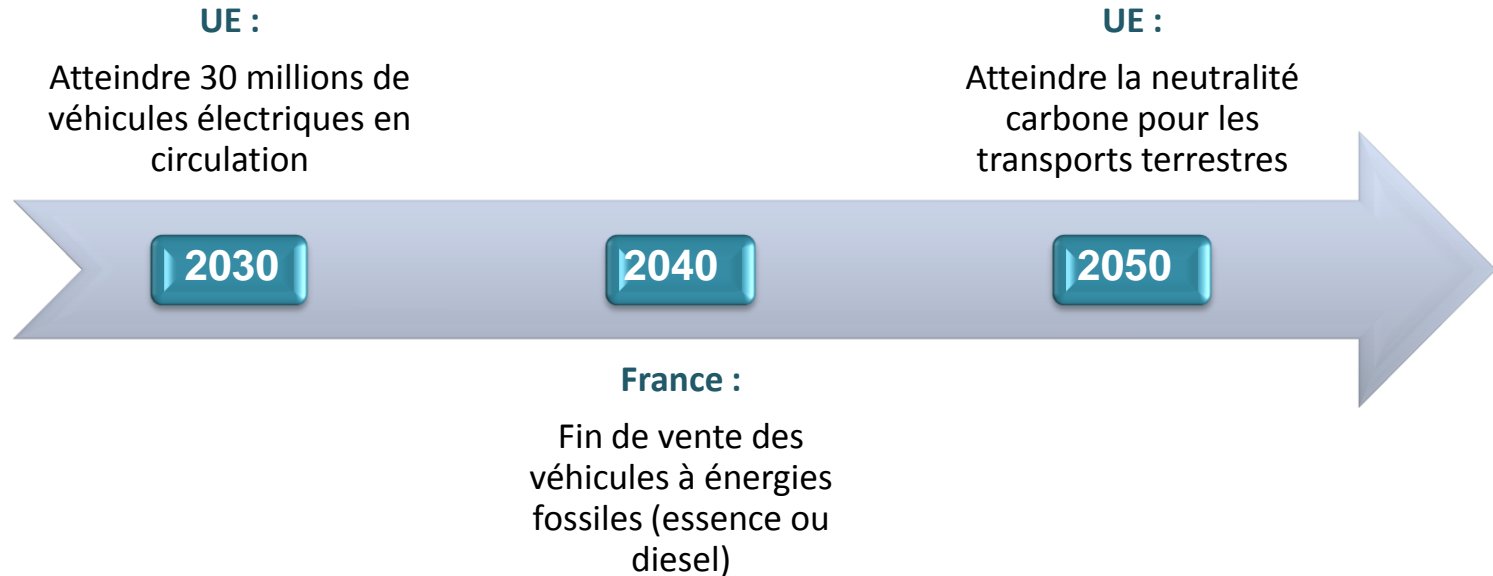 UE :
Atteindre 30 millions de
véhicules électriques en
circulation
UE :
Atteindre la neutralité
carbone pour les
transports terrestres
2030
2040
2050
France :
Fin de vente des
véhicules à énergies
fossiles (essence ou
diesel)